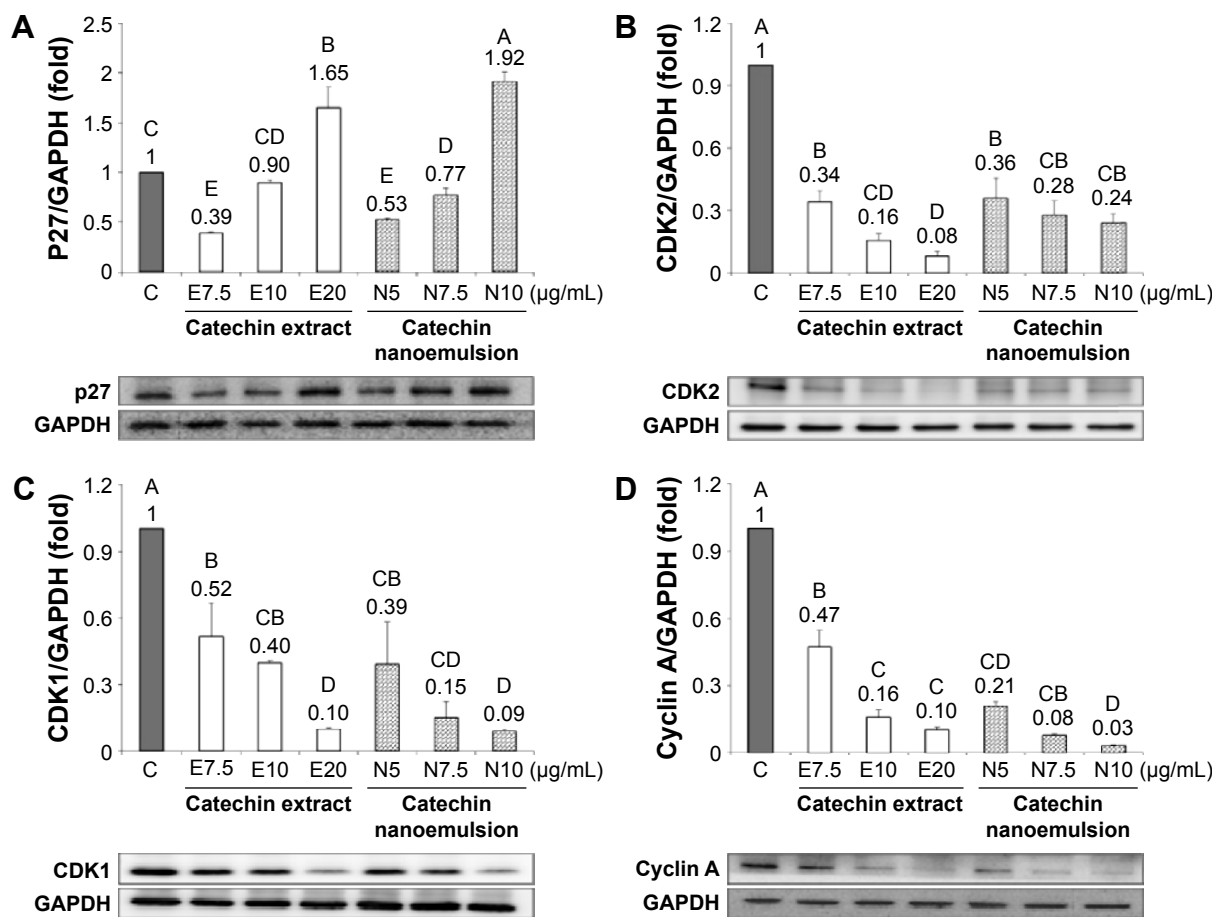 A
P27/GAPDH (fold)
2.5
2
1.5
1
0.5
0
C
1
E
0.39
CD
0.90
B
1.65
E
0.53
D
0.77
A
1.92
C E7.5 E10 E20 N5 N7.5 N10 (µg/mL)
Catechin extract
Catechin
nanoemulsion
p27
GAPDH
B
CDK2/GAPDH (fold)
1.2
0.9
0.6
0.3
0
A
1
B
0.34
CD
0.16
D
0.08
B
0.36
CB
0.28
CB
0.24
C E7.5 E10 E20 N5 N7.5 N10 (µg/mL)
Catechin extract
Catechin
nanoemulsion
CDK2
GAPDH
C
CDK1/GAPDH (fold)
1.2
0.9
0.6
0.3
0
A
1
B
0.52
CB
0.40
D
0.10
CB
0.39
CD
0.15
D
0.09
C E7.5 E10 E20 N5 N7.5 N10 (µg/mL)
Catechin extract
Catechin
nanoemulsion
CDK1
GAPDH
D
Cyclin A/GAPDH (fold)
1.2
0.9
0.6
0.3
0
A
1
B
0.47
C
0.16
C
0.10
CD
0.21
CB
0.08
D
0.03
C E7.5 E10 E20 N5 N7.5 N10 (µg/mL)
Catechin extract
Catechin
nanoemulsion
Cyclin A
GAPDH